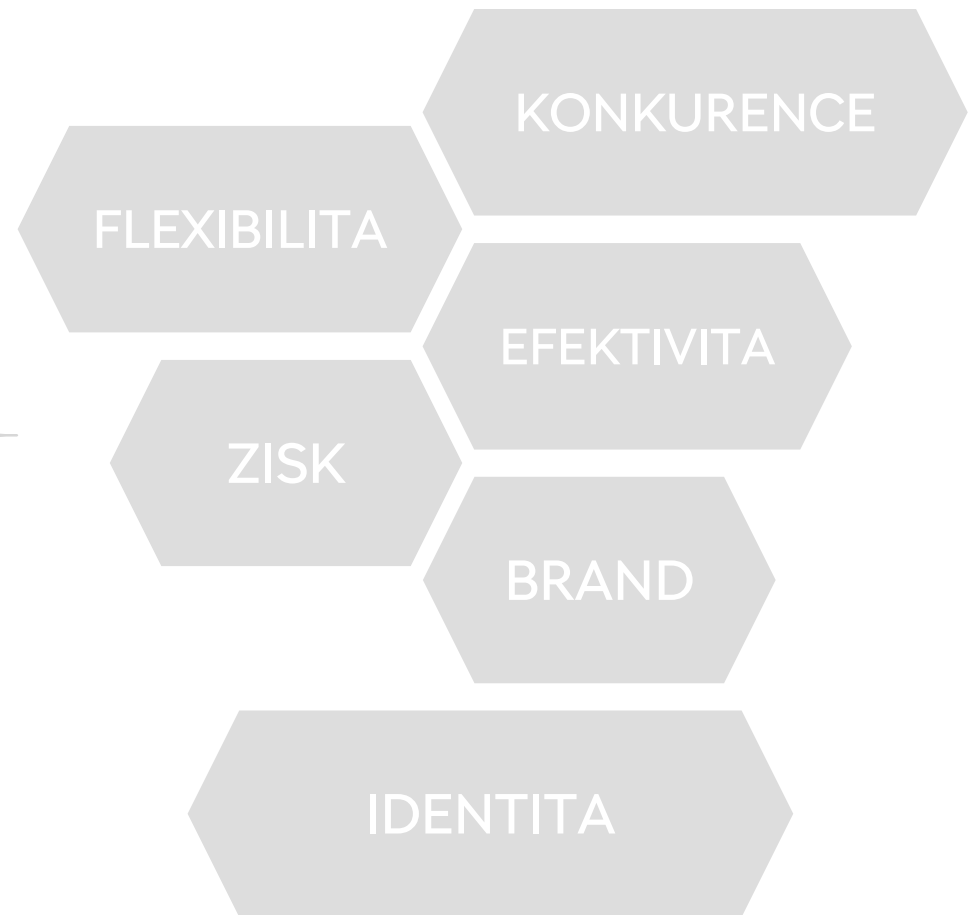 KONKURENCE
FLEXIBILITA
EFEKTIVITA
ZISK
BRAND
IDENTITA